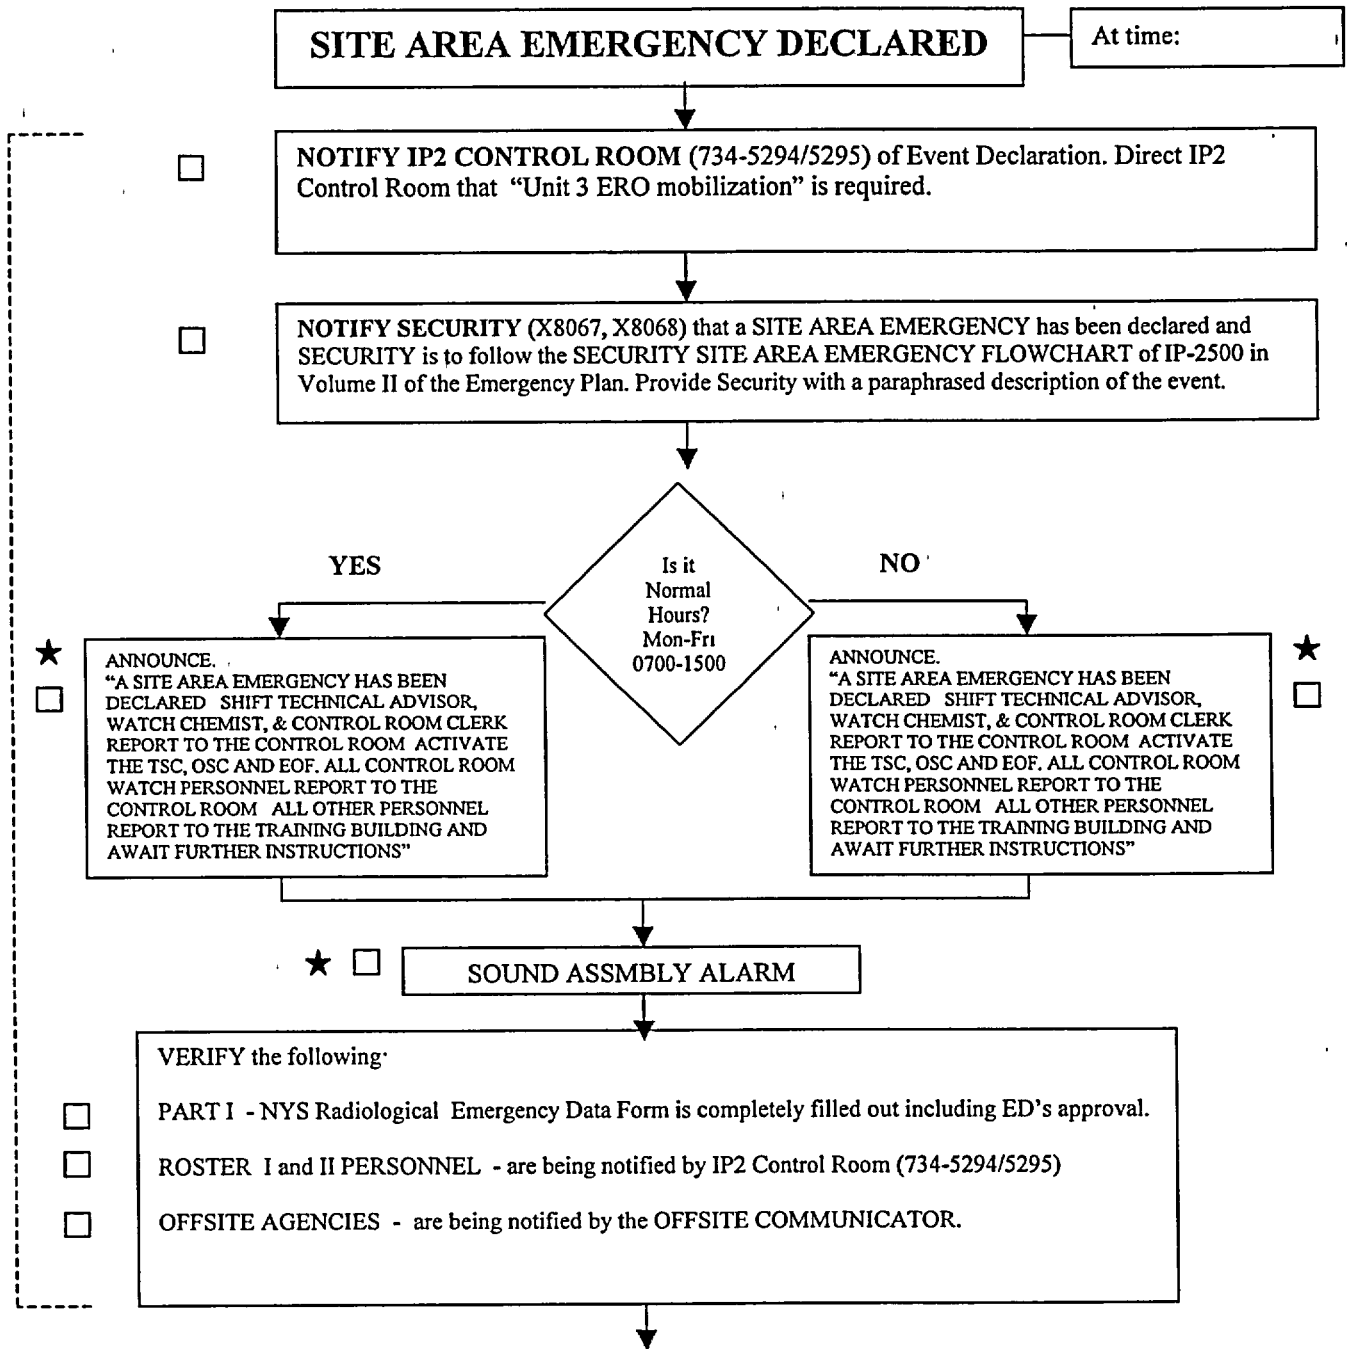 SITE AREA EMERGENCY DECLARED
At time:
NOTIFY IP2 CONTROL ROOM (734-5294/5295) of Event Declaration. Direct IP2
Control Room that “Unit 3 ERO mobilization” is required.
NOTIFY SECURITY (X8067, X8068) that a SITE AREA EMERGENCY has been declared and
SECURITY is to follow the SECURITY SITE AREA EMERGENCY FLOWCHART of IP-2500 in
Volume II of the Emergency Plan. Provide Security with a paraphrased description of the event.
YES
Is it
Normal
Hours?
Mon-Fri
0700-1500
NO
ANNOUNCE.
“A SITE AREA EMERGENCY HAS BEEN
DECLARED SHIFT TECHNICAL ADVISOR,
WATCH CHEMIST, & CONTROL ROOM CLERK
REPORT TO THE CONTROL ROOM ACTIVATE
THE TSC, OSC AND EOF. ALL CONTROL ROOM
WATCH PERSONNEL REPORT TO THE
CONTROL ROOM ALL OTHER PERSONNEL
REPORT TO THE TRAINING BUILDING AND
AWAIT FURTHER INSTRUCTIONS”
ANNOUNCE.
“A SITE AREA EMERGENCY HAS BEEN
DECLARED SHIFT TECHNICAL ADVISOR,
WATCH CHEMIST, & CONTROL ROOM CLERK
REPORT TO THE CONTROL ROOM ACTIVATE
THE TSC, OSC AND EOF. ALL CONTROL ROOM
WATCH PERSONNEL REPORT TO THE
CONTROL ROOM ALL OTHER PERSONNEL
REPORT TO THE TRAINING BUILDING AND
AWAIT FURTHER INSTRUCTIONS”
SOUND ASSMBLY ALARM
VERIFY the following:
PART I - NYS Radiological Emergency Data Form is completely filled out including ED’s approval.
ROSTER I and II PERSONNEL - are being notified by IP2 Control Room (734-5294/5295)
OFFSITE AGENCIES - are being notified by the OFFSITE COMMUNICATOR.